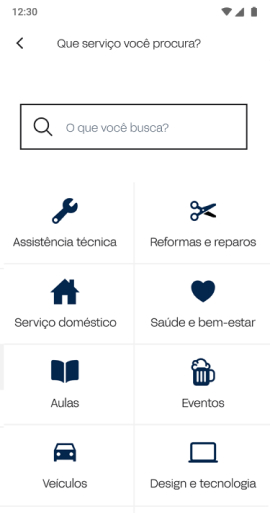 12:30
Que serviço você procura?
O que você busca?
Assistência técnica
Reformas e reparos
Serviço doméstico
Saúde e bem-estar
Aulas
Eventos
Veículos
Design e tecnologia